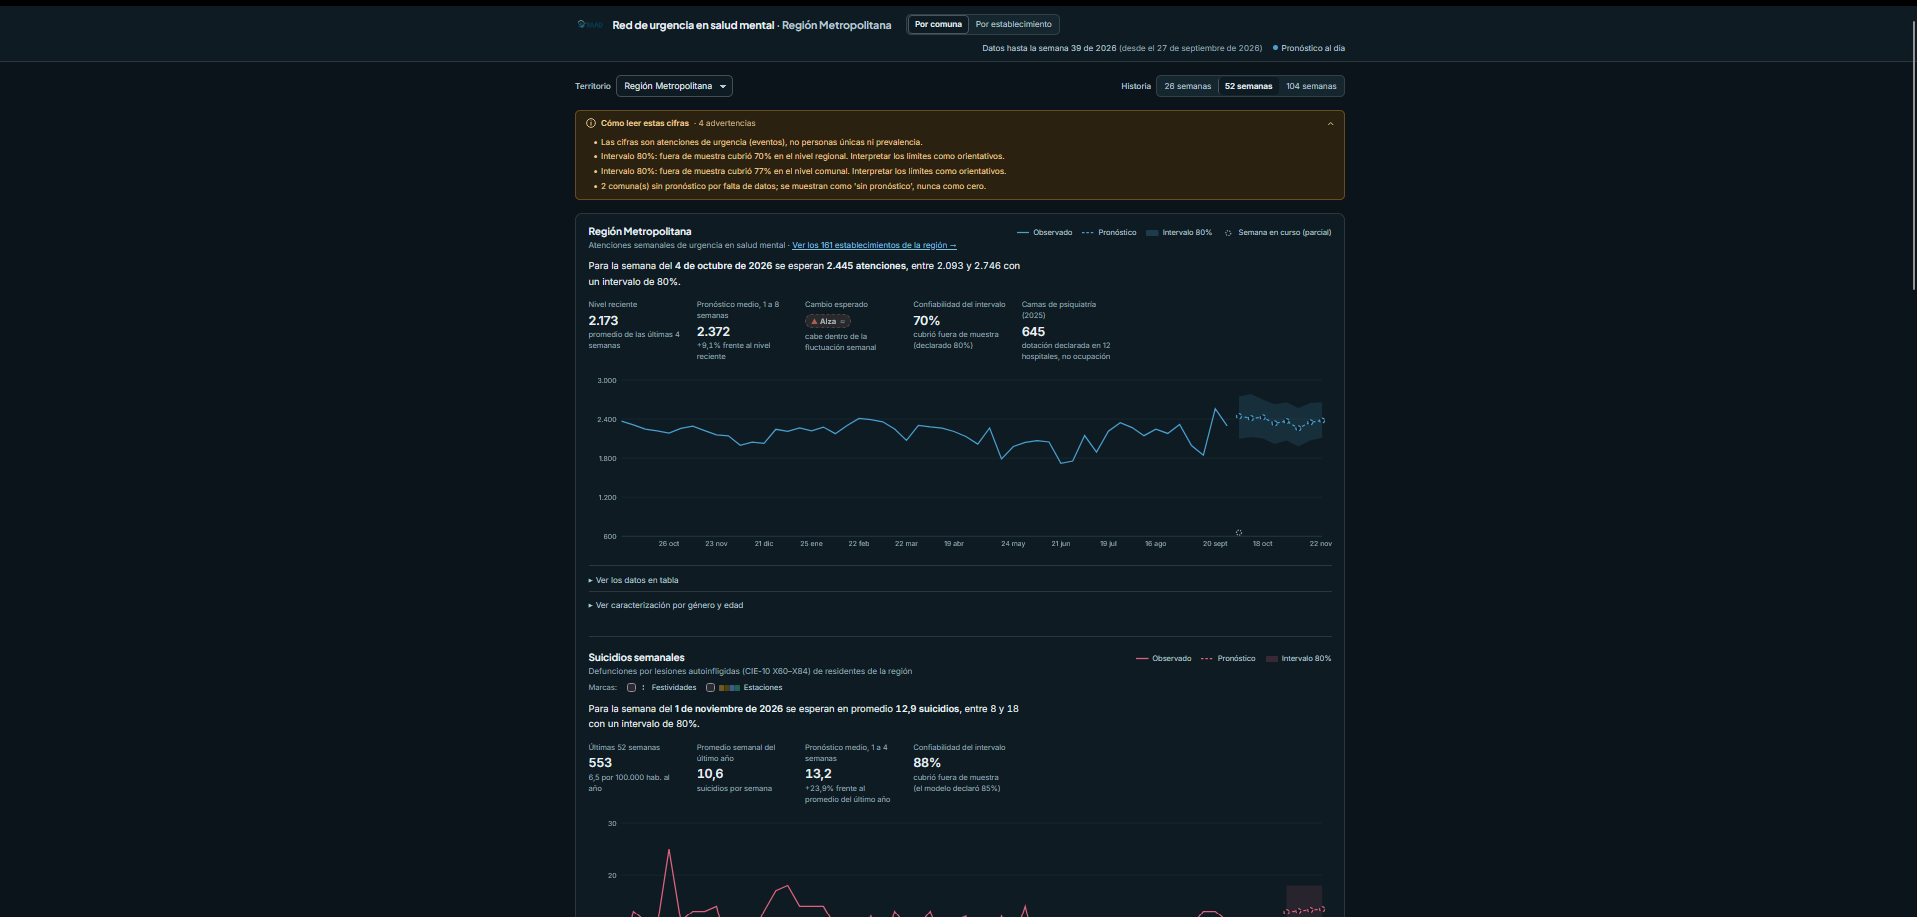 Red de urgencia en salud mental · Región Metropolitana
Por comuna
Por establecimiento
Datos hasta la semana 39 de 2026 (desde el 27 de septiembre de 2026)
Pronóstico al día
Territorio
Región Metropolitana
Historia
26 semanas
52 semanas
104 semanas
Cómo leer estas cifras · 4 advertencias
• Las cifras son atenciones de urgencia (eventos), no personas únicas ni prevalencia.
• Intervalo 80%: fuera de muestra cubrió 70% en el nivel regional. Interpretar los límites como orientativos.
• Intervalo 80%: fuera de muestra cubrió 77% en el nivel comunal. Interpretar los límites como orientativos.
• 2 comuna(s) sin pronóstico por falta de datos; se muestran como 'sin pronóstico', nunca como cero.
Región Metropolitana
Observado
Pronóstico
Intervalo 80%
Semana en curso (parcial)
Atenciones semanales de urgencia en salud mental · Ver los 161 establecimientos de la región →
Para la semana del 4 de octubre de 2026 se esperan 2.445 atenciones, entre 2.093 y 2.746 con
un intervalo de 80%.
Nivel reciente
2.173
promedio de las últimas 4
semanas
Pronóstico medio, 1 a 8
semanas
2.372
+9,1% frente al nivel
reciente
Cambio esperado
▲ Alza ≈
cabe dentro de la
fluctuación semanal
Confiabilidad del intervalo
70%
cubrió fuera de muestra
(declarado 80%)
Camas de psiquiatría
(2025)
645
dotación declarada en 12
hospitales, no ocupación
3.000
2.400
1.800
1.200
600
26 oct
23 nov
21 dic
25 ene
22 feb
22 mar
19 abr
24 may
21 jun
19 jul
16 ago
20 sept
18 oct
22 nov
▸ Ver los datos en tabla
▸ Ver caracterización por género y edad
Suicidios semanales
Observado
Pronóstico
Intervalo 80%
Defunciones por lesiones autoinfligidas (CIE-10 X60–X84) de residentes de la región
Marcas:
Festividades
Estaciones
Para la semana del 1 de noviembre de 2026 se esperan en promedio 12,9 suicidios, entre 8 y 18
con un intervalo de 80%.
Últimas 52 semanas
553
6,5 por 100.000 hab. al
año
Promedio semanal del
último año
10,6
suicidios por semana
Pronóstico medio, 1 a 4
semanas
13,2
+23,9% frente al
promedio del último año
Confiabilidad del intervalo
88%
cubrió fuera de muestra
(el modelo declaró 85%)
30
20